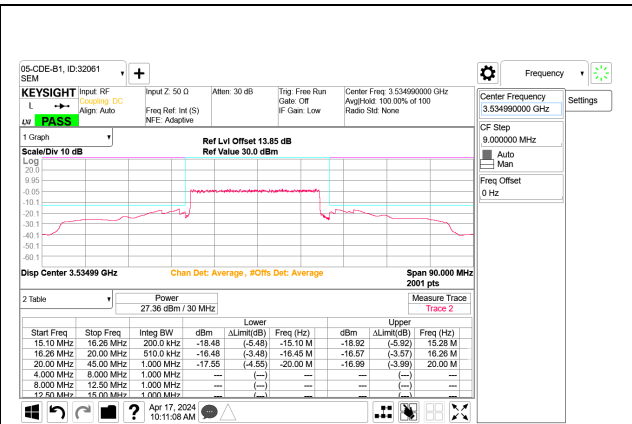 05-CDE-B1, ID:32061
SEM
Frequency
KEYSIGHT Input: RF Input Z: 50 Ω Atten: 30 dB Trig: Free Run Center Freq: 3.534990000 GHz
Coupling: DC Gate: Off Avg|Hold: 100.00% of 100
L Align: Auto Freq Ref: Int (S) IF Gain: Low Radio Std: None
PASS NFE: Adaptive
Center Frequency
3.534990000 GHz
Settings
CF Step
9.000000 MHz
Auto
Man
Freq Offset
0 Hz
1 Graph
Ref Lvl Offset 13.85 dB
Scale/Div 10 dB Ref Value 30.0 dBm
Log
20.0
9.95
-0.05
-10.1
-20.1
-30.1
-40.1
-50.1
-60.1
Disp Center 3.53499 GHz Chan Det: Average , #Offs Det: Average Span 90.000 MHz
2001 pts
2 Table Power Measure Trace
27.36 dBm / 30 MHz Trace 2
Lower Upper
Start Freq Stop Freq Integ BW dBm ΔLimit(dB) Freq (Hz) dBm ΔLimit(dB) Freq (Hz)
15.10 MHz 16.26 MHz 200.0 kHz -18.48 (-5.48) -15.10 M -18.92 (-5.92) 15.28 M
16.26 MHz 20.00 MHz 510.0 kHz -16.48 (-3.48) -16.45 M -16.57 (-3.57) 16.26 M
20.00 MHz 45.00 MHz 1.000 MHz -17.55 (-4.55) -20.00 M -16.99 (-3.99) 20.00 M
4.000 MHz 8.000 MHz 1.000 MHz --- (---) --- --- (---) ---
8.000 MHz 12.50 MHz 1.000 MHz --- (---) --- --- (---) ---
12.50 MHz 15.00 MHz 1.000 MHz --- (---) --- --- (---) ---
? Apr 17, 2024
10:11:08 AM